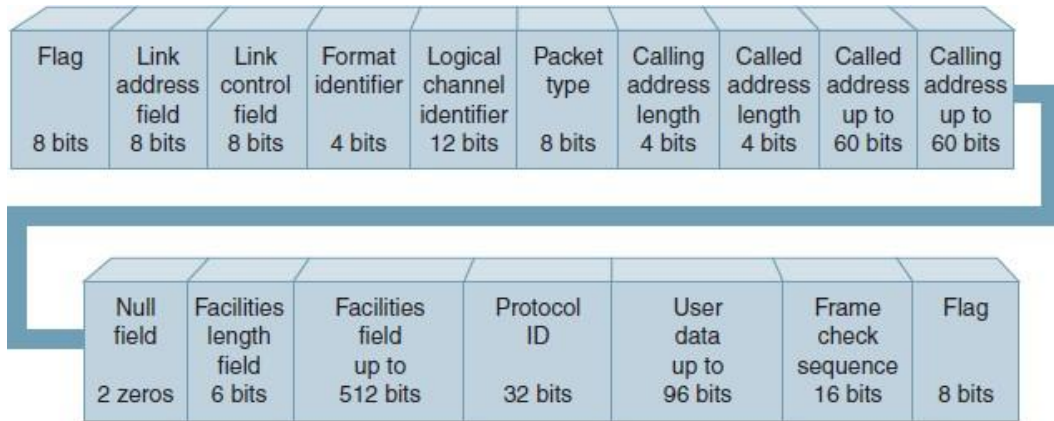 Flag
8 bits
Link
address
field
8 bits
Link
control
field
8 bits
Format
identifier
4 bits
Logical
channel
identifier
12 bits
Packet
type
8 bits
Calling
address
length
4 bits
Called
address
length
4 bits
Called
address
up to
60 bits
Calling
address
up to
60 bits
Null
field
2 zeros
Facilities
length
field
6 bits
Facilities
field
up to
512 bits
Protocol
ID
32 bits
User
data
up to
96 bits
Frame
check
sequence
16 bits
Flag
8 bits